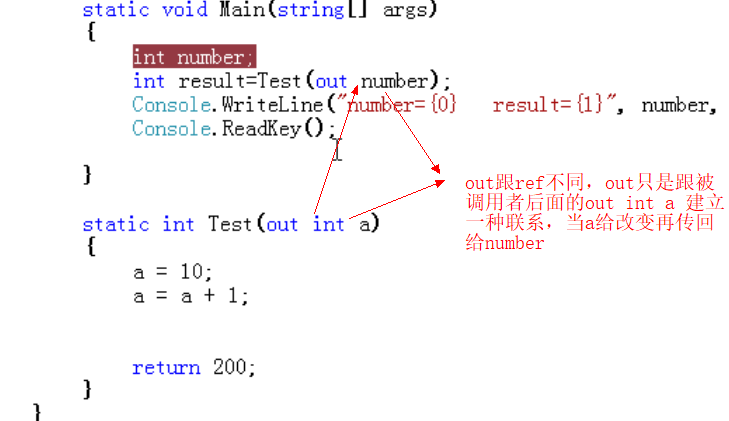 static void Main(string[] args)
{
int number;
int result=Test(out number);
Console.WriteLine("number={0}   result={1}", number,
Console.ReadKey();
}
out跟ref不同，out只是跟被
调用者后面的out int a 建立
一种联系，当a给改变再传回
给number
static int Test(out int a)
{
a = 10;
a = a + 1;
return 200;
}
}